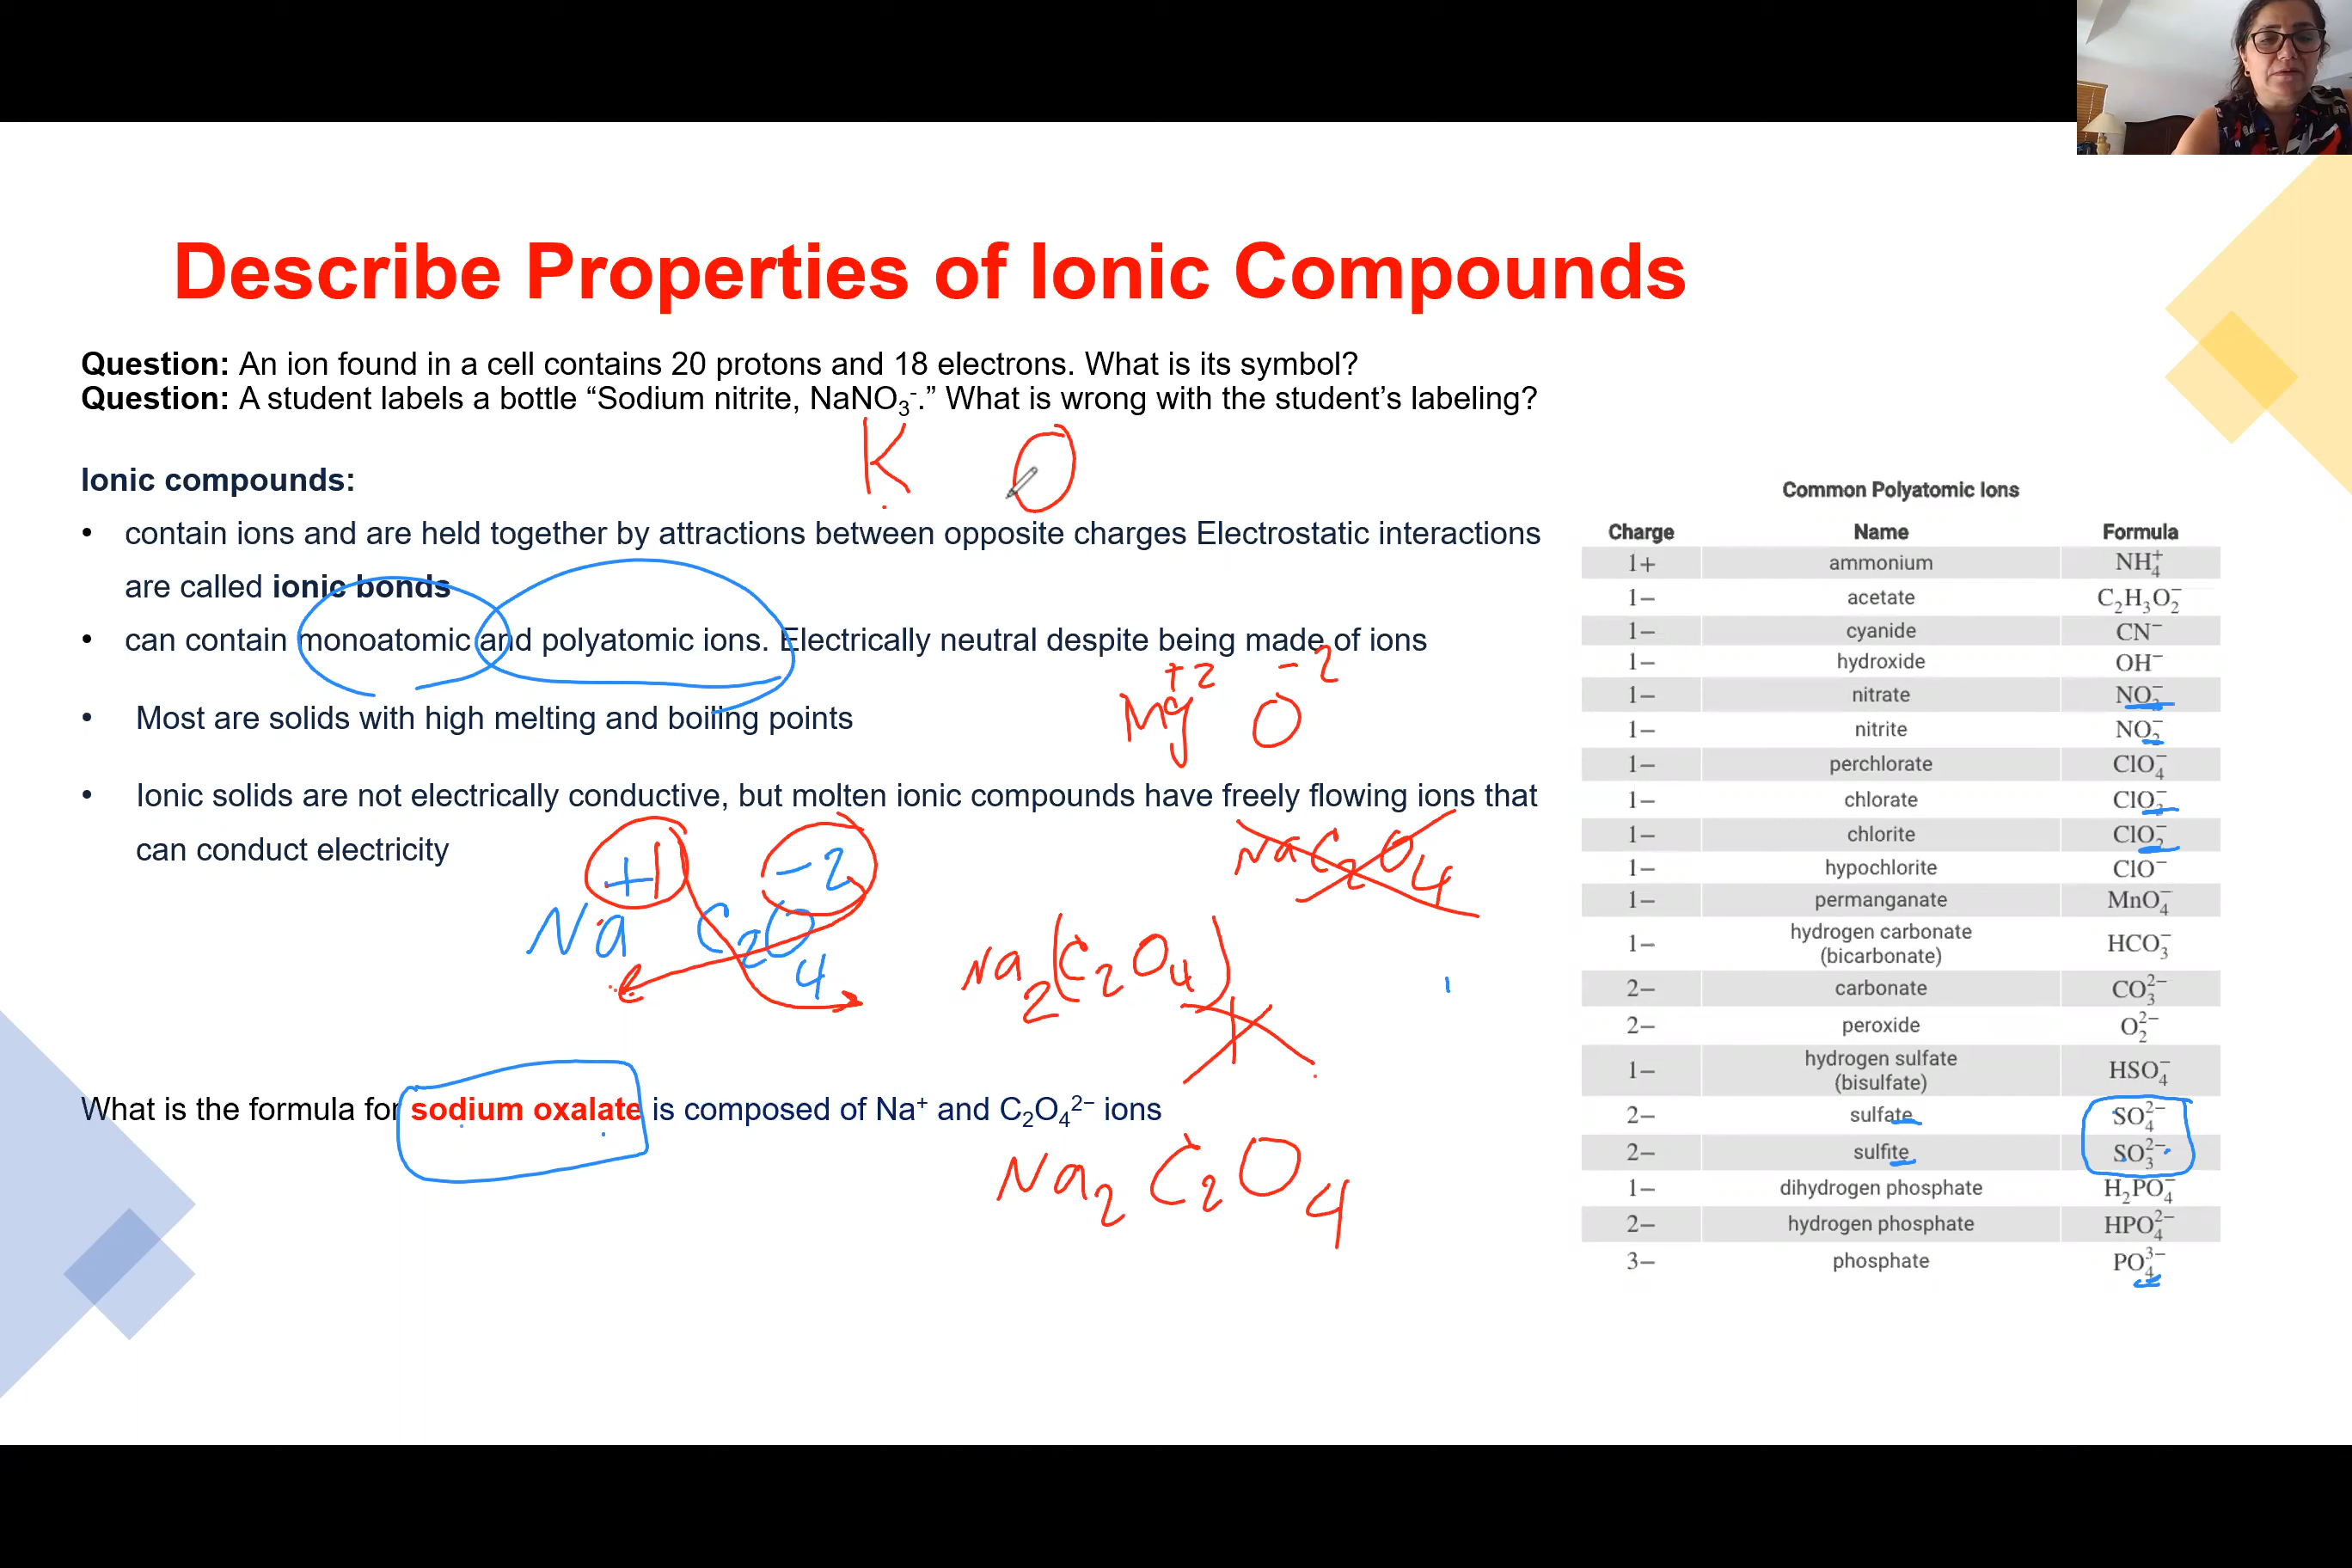 Describe Properties of Ionic Compounds
Question: An ion found in a cell contains 20 protons and 18 electrons. What is its symbol?
Question: A student labels a bottle “Sodium nitrite, NaNO₃⁻.” What is wrong with the student’s labeling?
K O
Ionic compounds:
• contain ions and are held together by attractions between opposite charges Electrostatic interactions
are called ionic bonds
• can contain monoatomic and polyatomic ions. Electrically neutral despite being made of ions
Mg⁺² O⁻²
• Most are solids with high melting and boiling points
• Ionic solids are not electrically conductive, but molten ionic compounds have freely flowing ions that
can conduct electricity
NaC₂O₄
+1 -2
Na C₂O₄
Na₂(C₂O₄)
What is the formula for sodium oxalate is composed of Na⁺ and C₂O₄²⁻ ions
Na₂C₂O₄
Common Polyatomic Ions
Charge Name Formula
1+ ammonium NH₄⁺
1− acetate C₂H₃O₂⁻
1− cyanide CN⁻
1− hydroxide OH⁻
1− nitrate NO₃⁻
1− nitrite NO₂⁻
1− perchlorate ClO₄⁻
1− chlorate ClO₃⁻
1− chlorite ClO₂⁻
1− hypochlorite ClO⁻
1− permanganate MnO₄⁻
1− hydrogen carbonate HCO₃⁻
(bicarbonate)
2− carbonate CO₃²⁻
2− peroxide O₂²⁻
1− hydrogen sulfate HSO₄⁻
(bisulfate)
2− sulfate SO₄²⁻
2− sulfite SO₃²⁻
1− dihydrogen phosphate H₂PO₄⁻
2− hydrogen phosphate HPO₄²⁻
3− phosphate PO₄³⁻